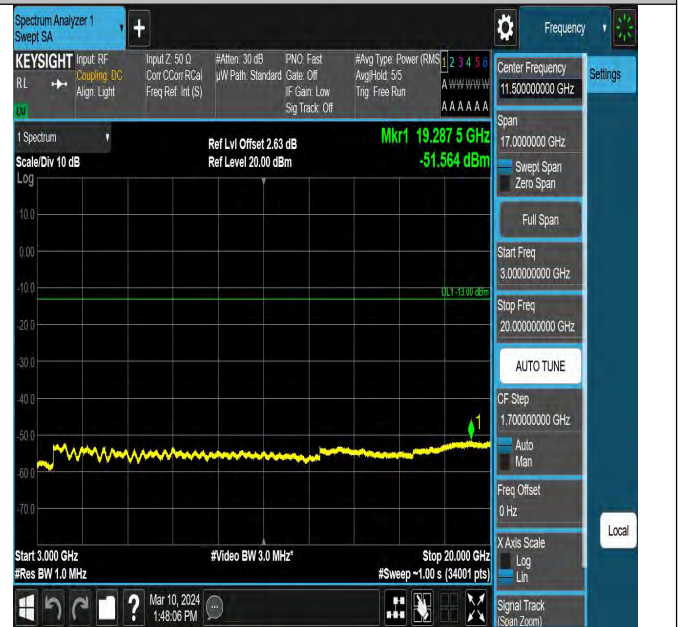 Spectrum Analyzer 1
Swept SA
Frequency
KEYSIGHT
RL
Input: RF
Coupling: DC
Align: Light
Input Z: 50 Ω
Corr CCorr RCal
Freq Ref: Int (S)
#Atten: 30 dB
µW Path: Standard
PNO: Fast
Gate: Off
IF Gain: Low
Sig Track: Off
#Avg Type: Power (RMS
Avg|Hold: 5/5
Trig: Free Run
1 2 3 4 5 6
A W W W W W
A A A A A A
1 Spectrum
Scale/Div 10 dB
Log
Ref Lvl Offset 2.63 dB
Ref Level 20.00 dBm
Mkr1 19.287 5 GHz
-51.564 dBm
10.0
0.00
-10.0
DL1 -13.00 dBm
-20.0
-30.0
-40.0
1
-50.0
-60.0
-70.0
Start 3.000 GHz
#Video BW 3.0 MHz*
Stop 20.000 GHz
#Res BW 1.0 MHz
#Sweep ~1.00 s (34001 pts)
Mar 10, 2024
1:48:06 PM
Center Frequency
11.500000000 GHz
Settings
Span
17.0000000 GHz
Swept Span
Zero Span
Full Span
Start Freq
3.000000000 GHz
Stop Freq
20.000000000 GHz
AUTO TUNE
CF Step
1.700000000 GHz
Auto
Man
Freq Offset
0 Hz
X Axis Scale
Log
Lin
Local
Signal Track
(Span Zoom)